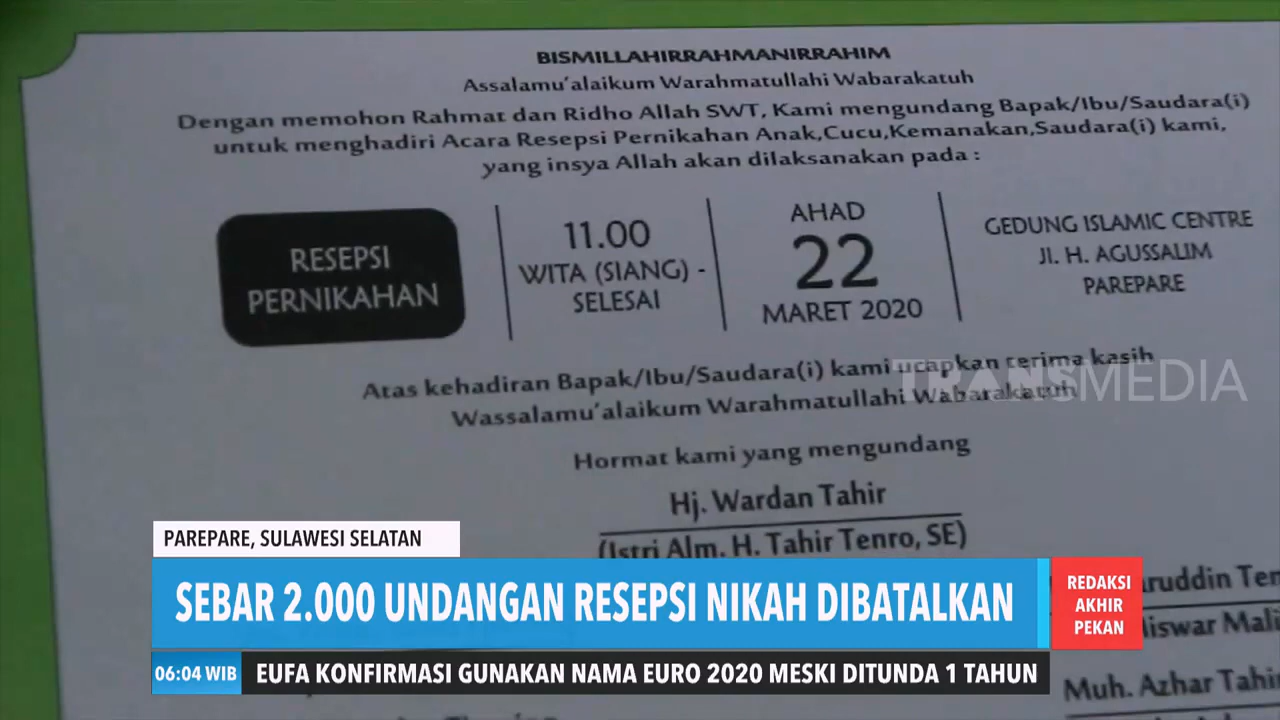 BISMILLAHIRRAHMANIRRAHIM
Assalamu'alaikum Warahmatullahi Wabarakatuh
Dengan memohon Rahmat dan Ridho Allah SWT, Kami mengundang Bapak/Ibu/Saudara(i)
untuk menghadiri Acara Resepsi Pernikahan Anak,Cucu,Kemanakan,Saudara(i) kami,
yang insya Allah akan dilaksanakan pada :
RESEPSI
PERNIKAHAN
11.00
WITA (SIANG) -
SELESAI
AHAD
22
MARET 2020
GEDUNG ISLAMIC CENTRE
Jl. H. AGUSSALIM
PAREPARE
Atas kehadiran Bapak/Ibu/Saudara(i) kami ucapkan terima kasih
Wassalamu'alaikum Warahmatullahi Wabarakatuh
TRANSMEDIA
Hormat kami yang mengundang
Hj. Wardan Tahir
(Istri Alm. H. Tahir Tenro, SE)
Muh. Azhar Tahir
PAREPARE, SULAWESI SELATAN
SEBAR 2.000 UNDANGAN RESEPSI NIKAH DIBATALKAN
REDAKSI
AKHIR
PEKAN
06:04 WIB
EUFA KONFIRMASI GUNAKAN NAMA EURO 2020 MESKI DITUNDA 1 TAHUN